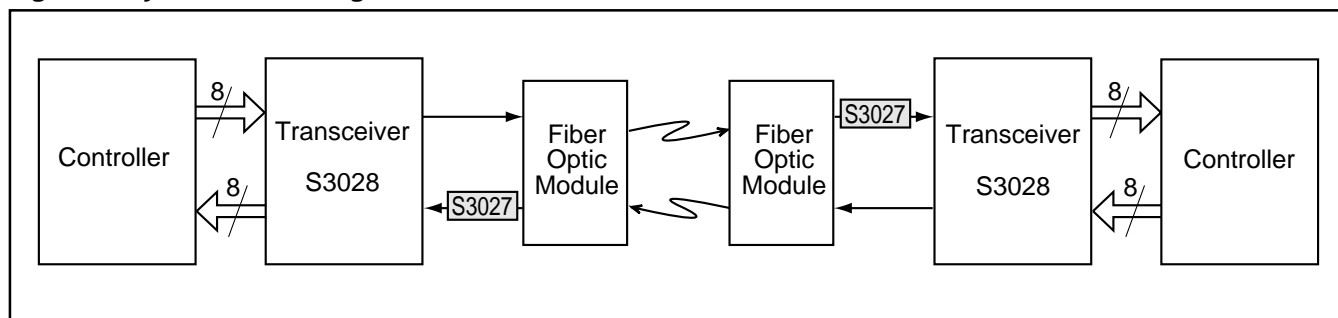 Controller
8
8
Transceiver
S3028
S3027
Fiber
Optic
Module
Fiber
Optic
Module
S3027
Transceiver
S3028
8
8
Controller